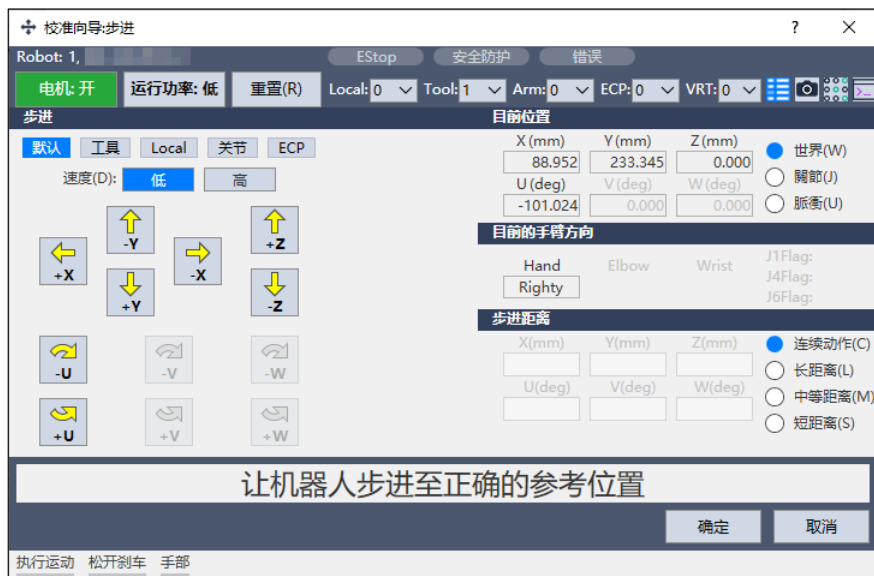 校准向导:步进 ?
Robot: 1, EStop 安全防护 错误
电机: 开 运行功率: 低 重置(R) Local: 0 Tool: 1 Arm: 0 ECP: 0 VRT: 0
步进 目前位置
默认 工具 Local 关节 ECP
速度(D): 低 高
X (mm) Y (mm) Z (mm)
88.952 233.345 0.000
U (deg) V (deg) W (deg)
-101.024 0.000 0.000
世界(W)
關節(J)
脈衝(U)
-Y +Z
+X -X
+Y -Z
目前的手臂方向
Hand Elbow Wrist
Righty
J1Flag:
J4Flag:
J6Flag:
步进距离
X(mm) Y(mm) Z(mm)
U(deg) V(deg) W(deg)
连续动作(C)
长距离(L)
中等距离(M)
短距离(S)
-U -V -W
+U +V +W
让机器人步进至正确的参考位置
确定 取消
执行运动 松开刹车 手部